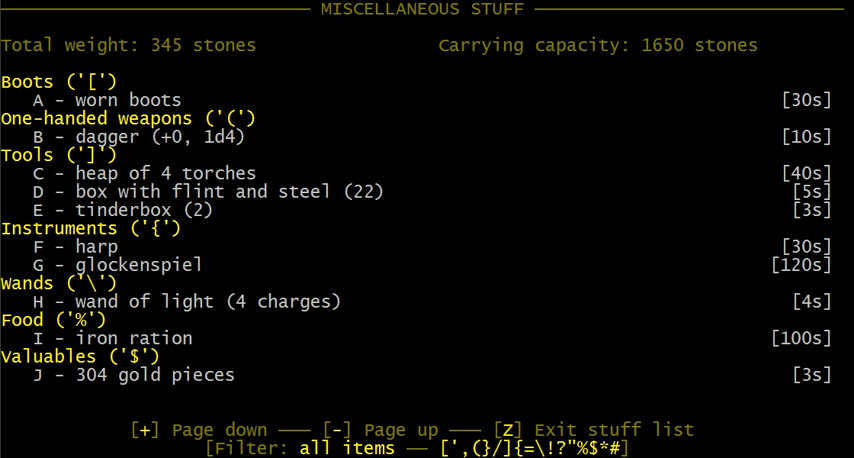 MISCELLANEOUS STUFF
Total weight: 345 stones Carrying capacity: 1650 stones
Boots ('[')
A - worn boots [30s]
One-handed weapons ('(')
B - dagger (+0, 1d4) [10s]
Tools (']')
C - heap of 4 torches [40s]
D - box with flint and steel (22) [5s]
E - tinderbox (2) [3s]
Instruments ('{')
F - harp [30s]
G - glockenspiel [120s]
Wands ('\')
H - wand of light (4 charges) [4s]
Food ('%')
I - iron ration [100s]
Valuables ('$')
J - 304 gold pieces [3s]
[+] Page down —— [-] Page up —— [Z] Exit stuff list
[Filter: all items —— [',(}/]{=\!?"%$*#]